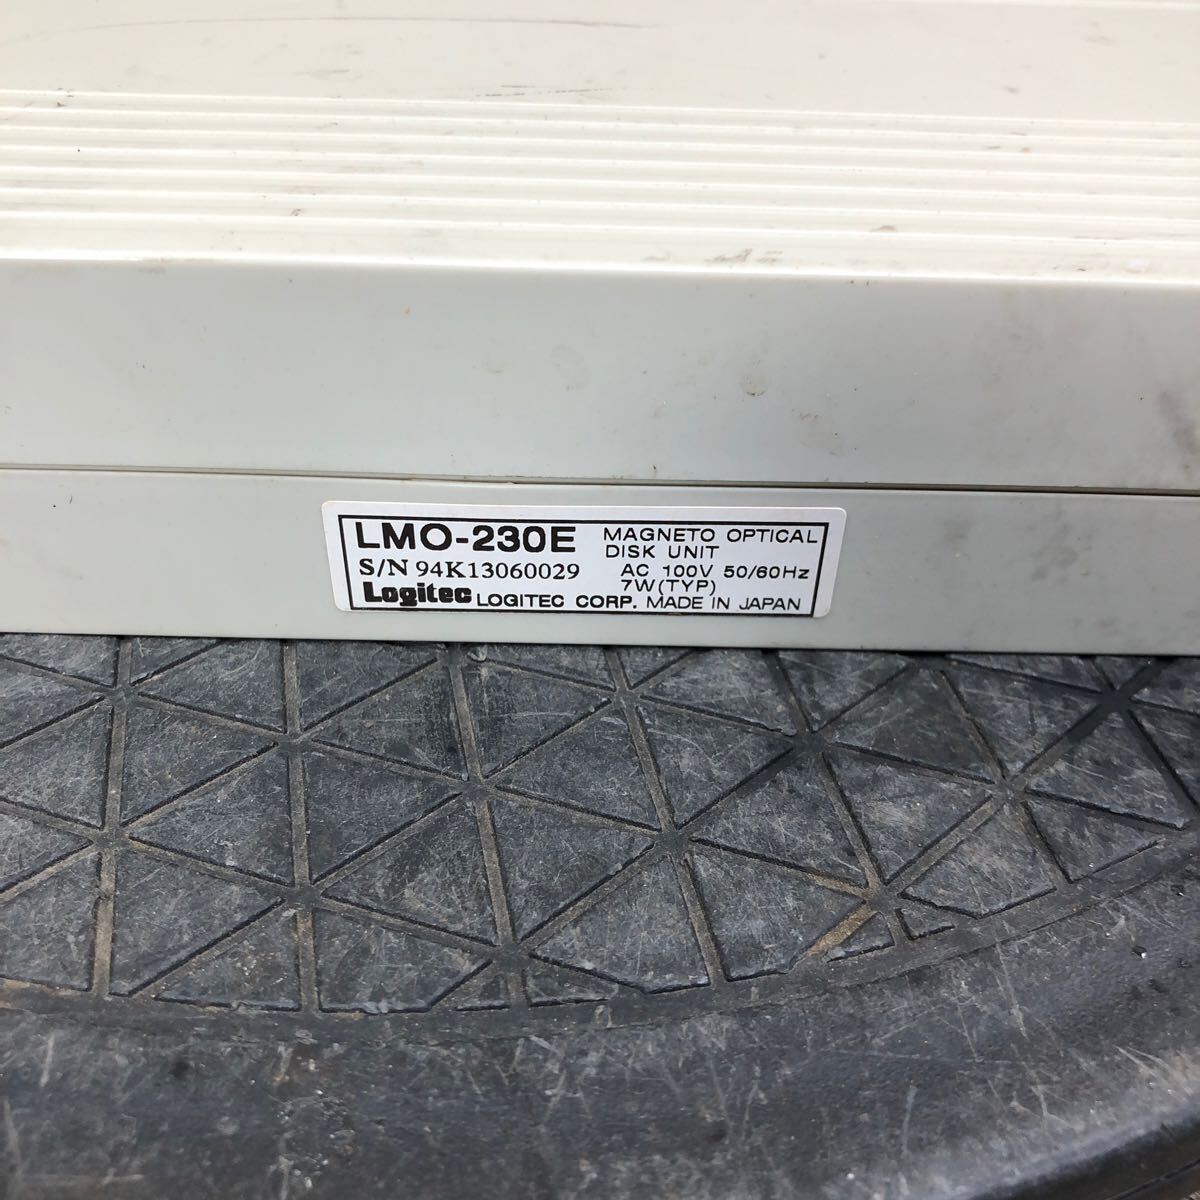 LMO-230E MAGNETO OPTICAL
DISK UNIT
S/N 94K13060029 AC 100V 50/60Hz
7W(TYP)
Logitec LOGITEC CORP. MADE IN JAPAN